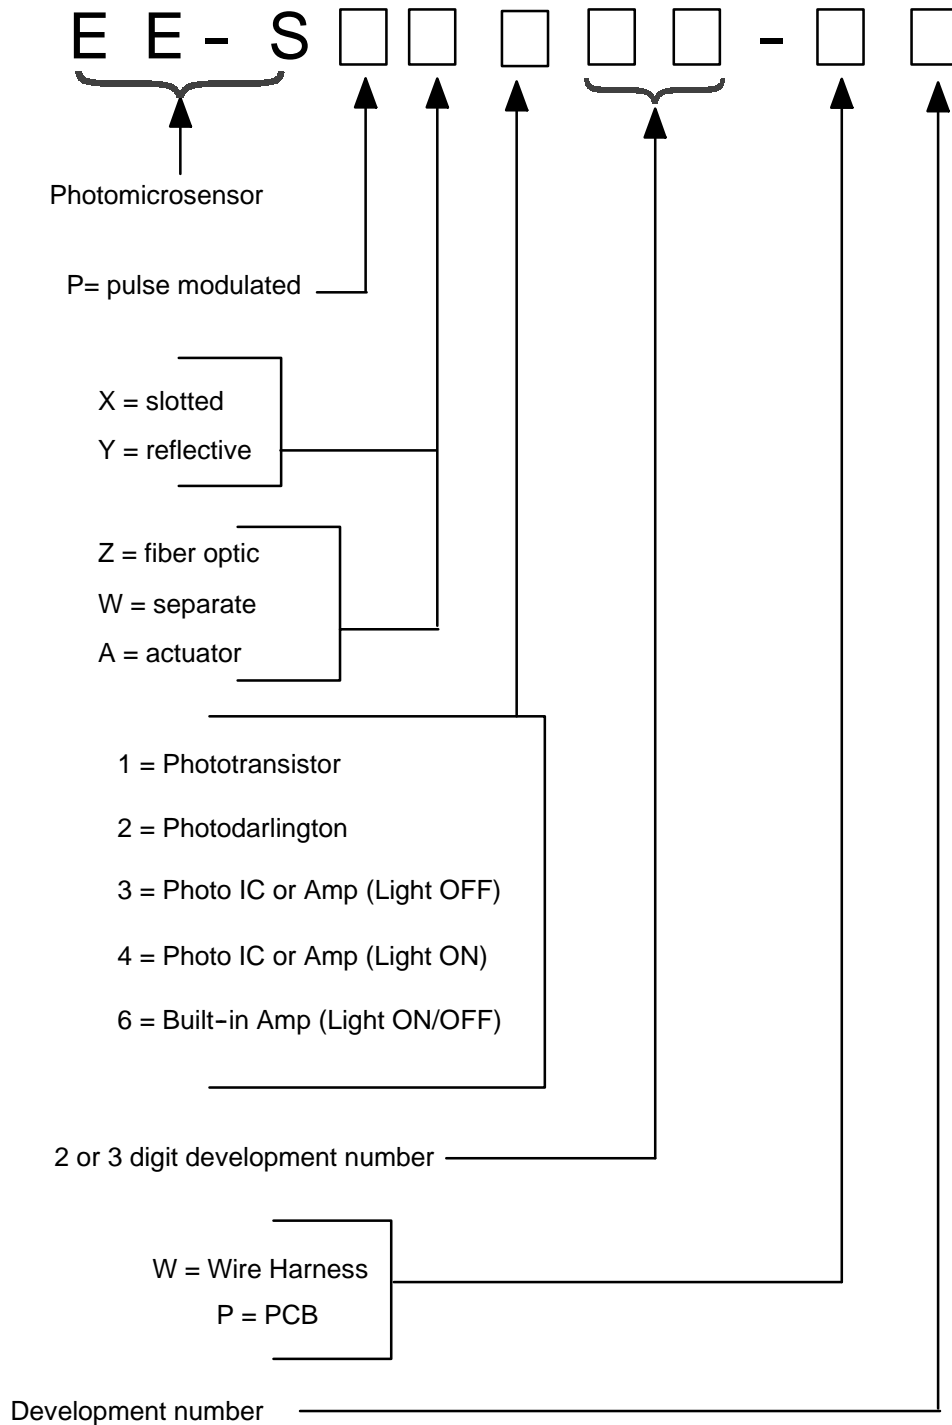 E E - S □ □ □ □ □ - □ □
Photomicrosensor
P= pulse modulated
X = slotted
Y = reflective
Z = fiber optic
W = separate
A = actuator
1 = Phototransistor
2 = Photodarlington
3 = Photo IC or Amp (Light OFF)
4 = Photo IC or Amp (Light ON)
6 = Built-in Amp (Light ON/OFF)
2 or 3 digit development number
W = Wire Harness
P = PCB
Development number